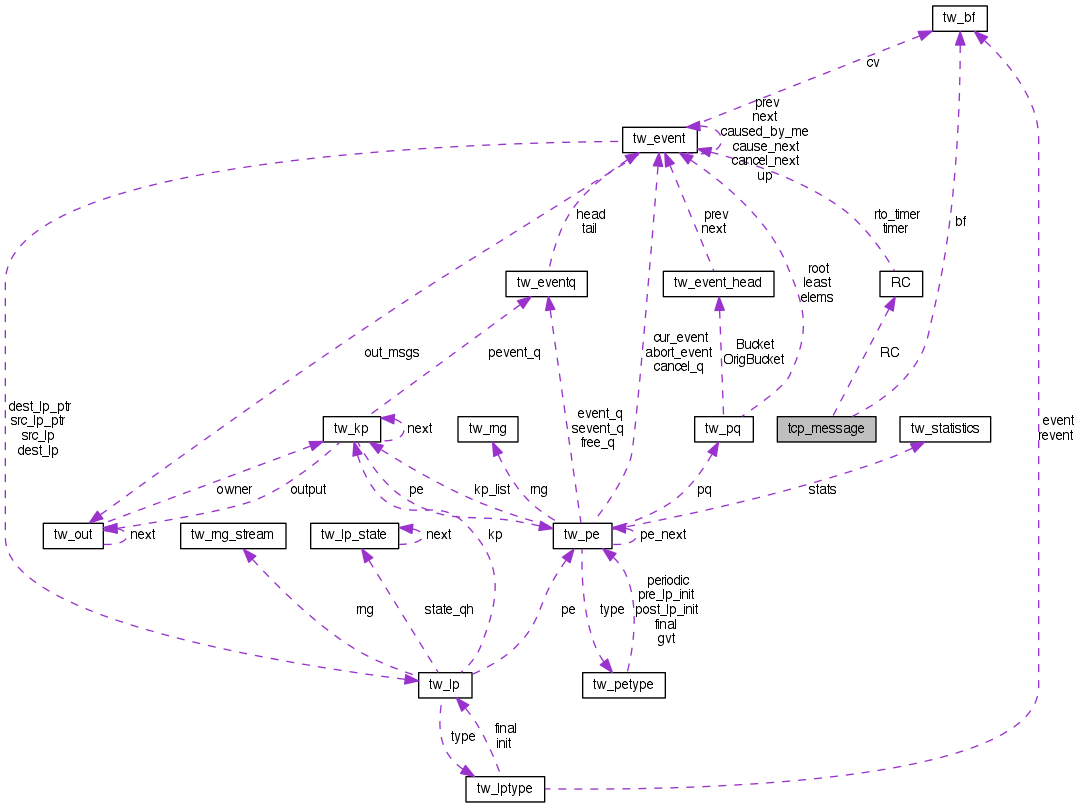 tw_bf
cv
prev
next
caused_by_me
cause_next
cancel_next
up
tw_event
head
tail
prev
next
rto_timer
timer
bf
root
least
elems
tw_eventq
tw_event_head
RC
out_msgs
pevent_q
cur_event
abort_event
cancel_q
Bucket
OrigBucket
RC
dest_lp_ptr
src_lp_ptr
src_lp
dest_lp
event_q
sevent_q
free_q
event
revent
tw_kp
next
tw_rng
tw_pq
tcp_message
tw_statistics
owner
output
pe
kp_list
rng
pq
stats
tw_out
next
tw_rng_stream
tw_lp_state
next
kp
tw_pe
pe_next
rng
state_qh
pe
type
periodic
pre_lp_init
post_lp_init
final
gvt
tw_lp
tw_petype
type
final
init
tw_lptype